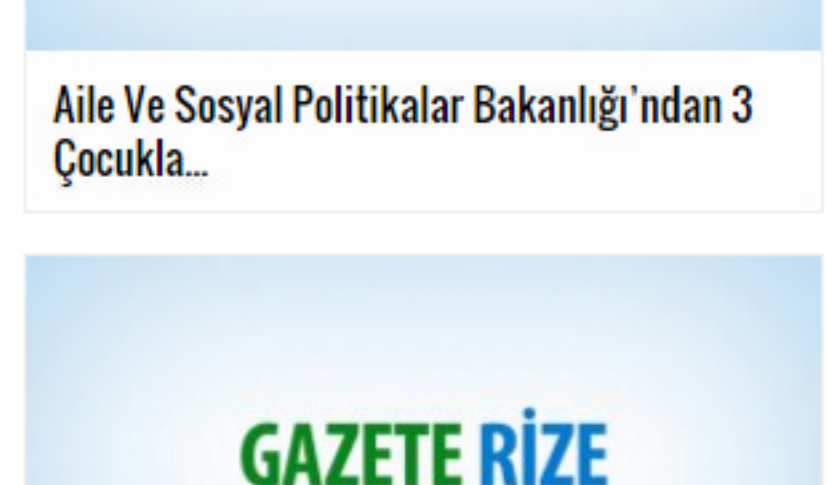 Aile Ve Sosyal Politikalar Bakanlığı'ndan 3
Çocukla...
GAZETE RİZE